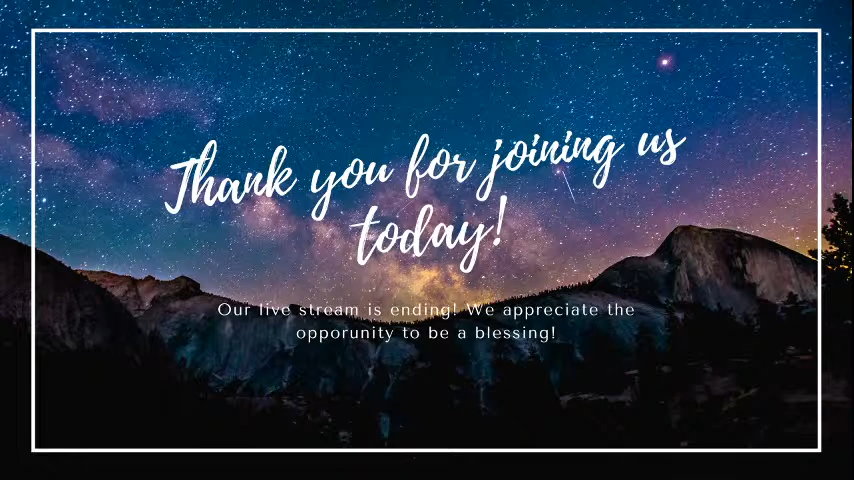 Thank you for joining us
today!
Our live stream is ending! We appreciate the
opporunity to be a blessing!